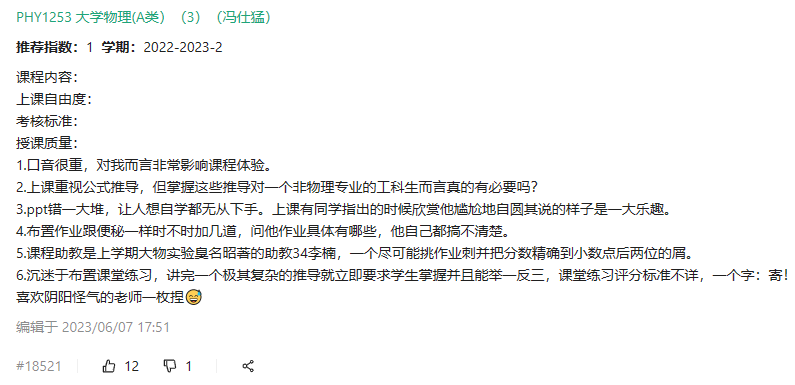 PHY1253 大学物理(A类）（3）（冯仕猛）
推荐指数：1 学期：2022-2023-2
课程内容：
上课自由度：
考核标准：
授课质量：
1.口音很重，对我而言非常影响课程体验。
2.上课重视公式推导，但掌握这些推导对一个非物理专业的工科生而言真的有必要吗？
3.ppt错一大堆，让人想自学都无从下手。上课有同学指出的时候欣赏他尴尬地自圆其说的样子是一大乐趣。
4.布置作业跟便秘一样时不时加几道，问他作业具体有哪些，他自己都搞不清楚。
5.课程助教是上学期大物实验臭名昭著的助教34李楠，一个尽可能挑作业刺并把分数精确到小数点后两位的屑。
6.沉迷于布置课堂练习，讲完一个极其复杂的推导就立即要求学生掌握并且能举一反三，课堂练习评分标准不详，一个字：寄！
喜欢阴阳怪气的老师一枚捏😅
编辑于 2023/06/07 17:51
#18521 12 1